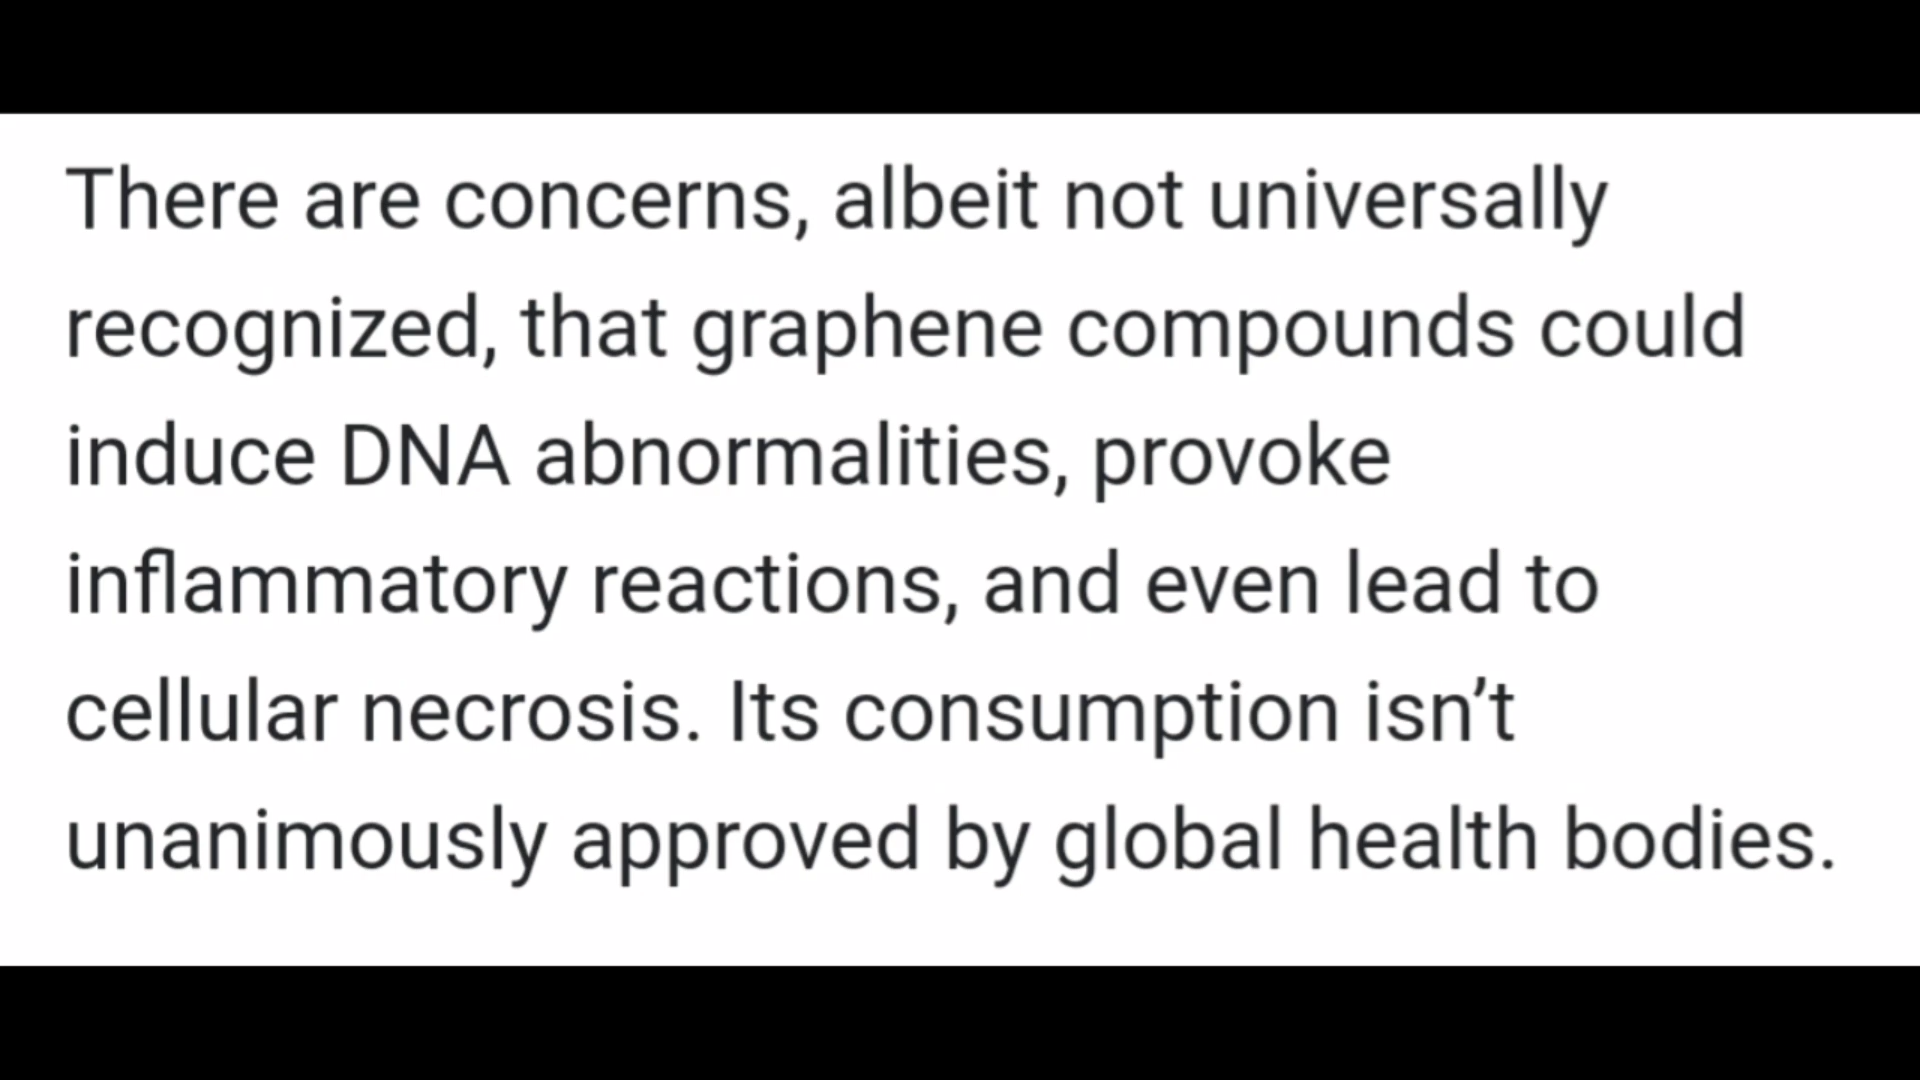 There are concerns, albeit not universally
recognized, that graphene compounds could
induce DNA abnormalities, provoke
inflammatory reactions, and even lead to
cellular necrosis. Its consumption isn’t
unanimously approved by global health bodies.